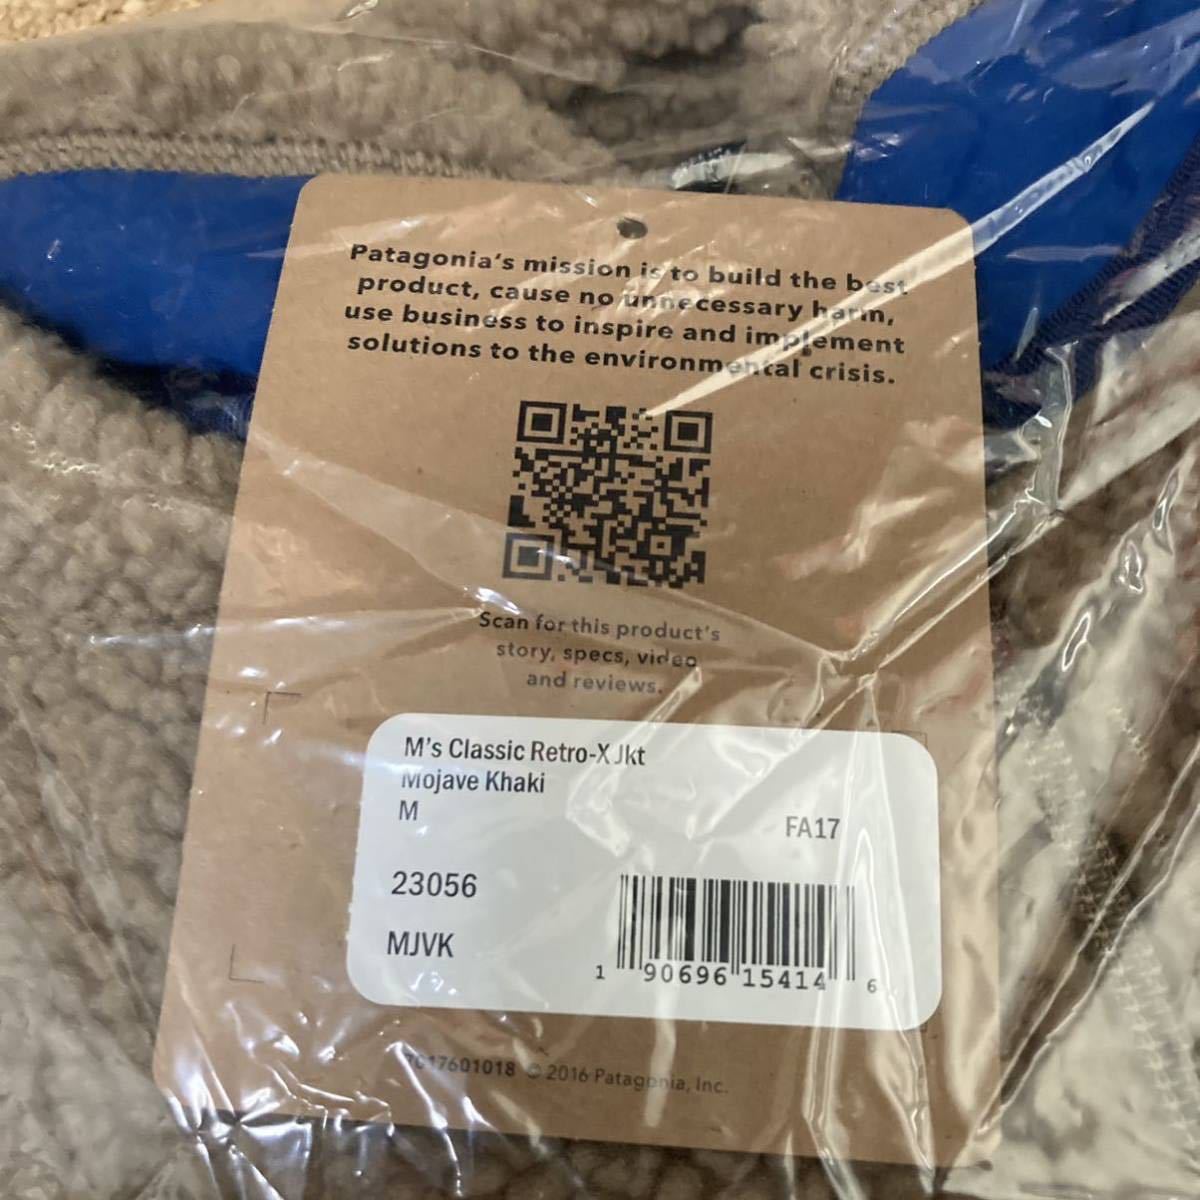 Patagonia's mission is to build the best
product, cause no unnecessary harm,
use business to inspire and implement
solutions to the environmental crisis.
Scan for this product's
story, specs, video
and reviews.
M's Classic Retro-X Jkt
Mojave Khaki
M
FA17
23056
MJVK
1 90696 15414 6
© 2016 Patagonia, Inc.